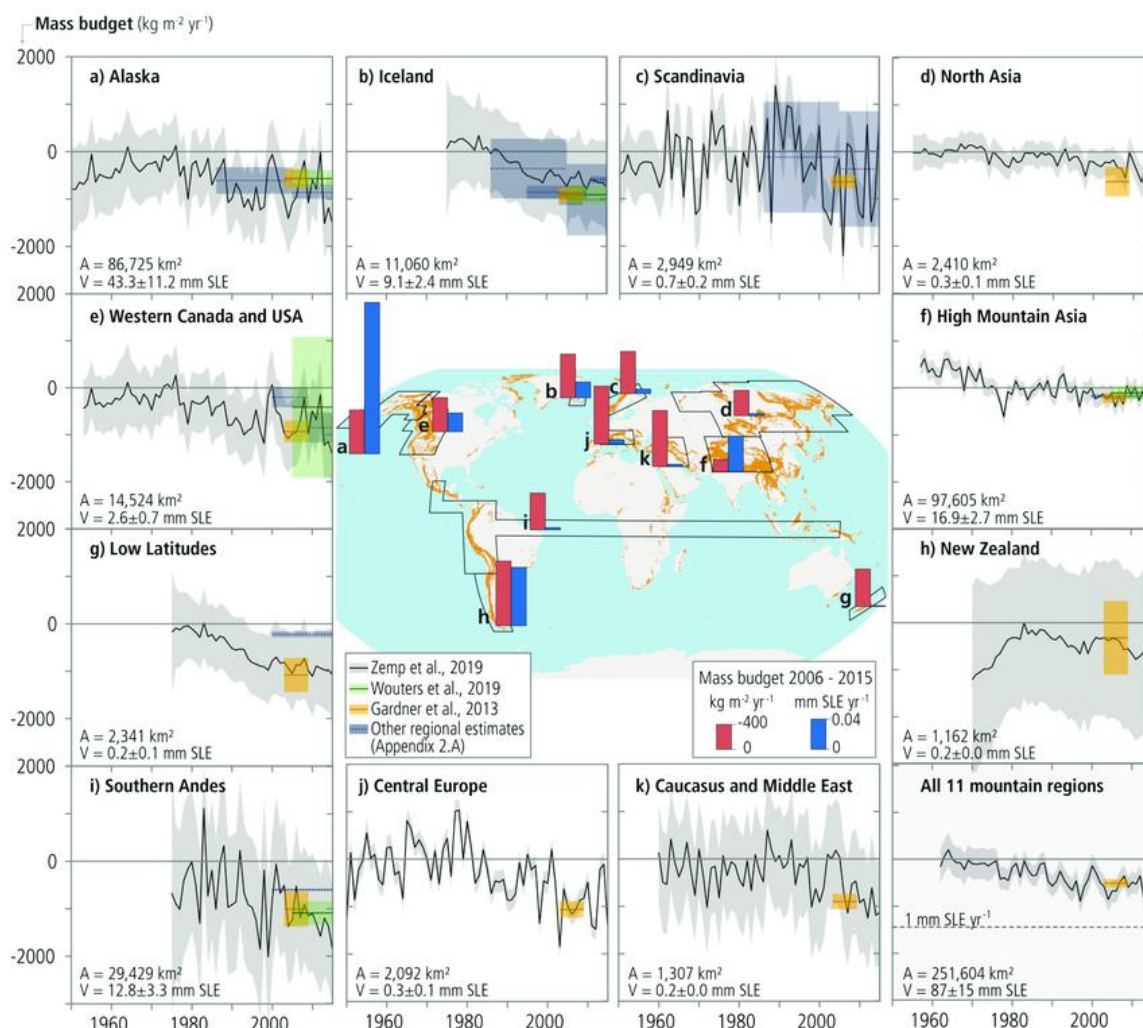 Mass budget (kg m⁻² yr⁻¹)
2000
0
-2000
a) Alaska
A = 86,725 km²
V = 43.3±11.2 mm SLE
b) Iceland
A = 11,060 km²
V = 9.1±2.4 mm SLE
c) Scandinavia
A = 2,949 km²
V = 0.7±0.2 mm SLE
d) North Asia
A = 2,410 km²
V = 0.3±0.1 mm SLE
2000
0
-2000
e) Western Canada and USA
A = 14,524 km²
V = 2.6±0.7 mm SLE
a
e
b
c
j
k
d
f
i
h
g
f) High Mountain Asia
A = 97,605 km²
V = 16.9±2.7 mm SLE
2000
0
-2000
g) Low Latitudes
A = 2,341 km²
V = 0.2±0.1 mm SLE
Zemp et al., 2019
Wouters et al., 2019
Gardner et al., 2013
Other regional estimates
(Appendix 2.A)
Mass budget 2006 - 2015
kg m⁻² yr⁻¹
mm SLE yr⁻¹
-400
0
0.04
0
h) New Zealand
A = 1,162 km²
V = 0.2±0.0 mm SLE
2000
0
-2000
i) Southern Andes
A = 29,429 km²
V = 12.8±3.3 mm SLE
j) Central Europe
A = 2,092 km²
V = 0.3±0.1 mm SLE
k) Caucasus and Middle East
A = 1,307 km²
V = 0.2±0.0 mm SLE
All 11 mountain regions
1 mm SLE yr⁻¹
A = 251,604 km²
V = 87±15 mm SLE
1960 1980 2000
1960 1980 2000
1960 1980 2000
1960 1980 2000